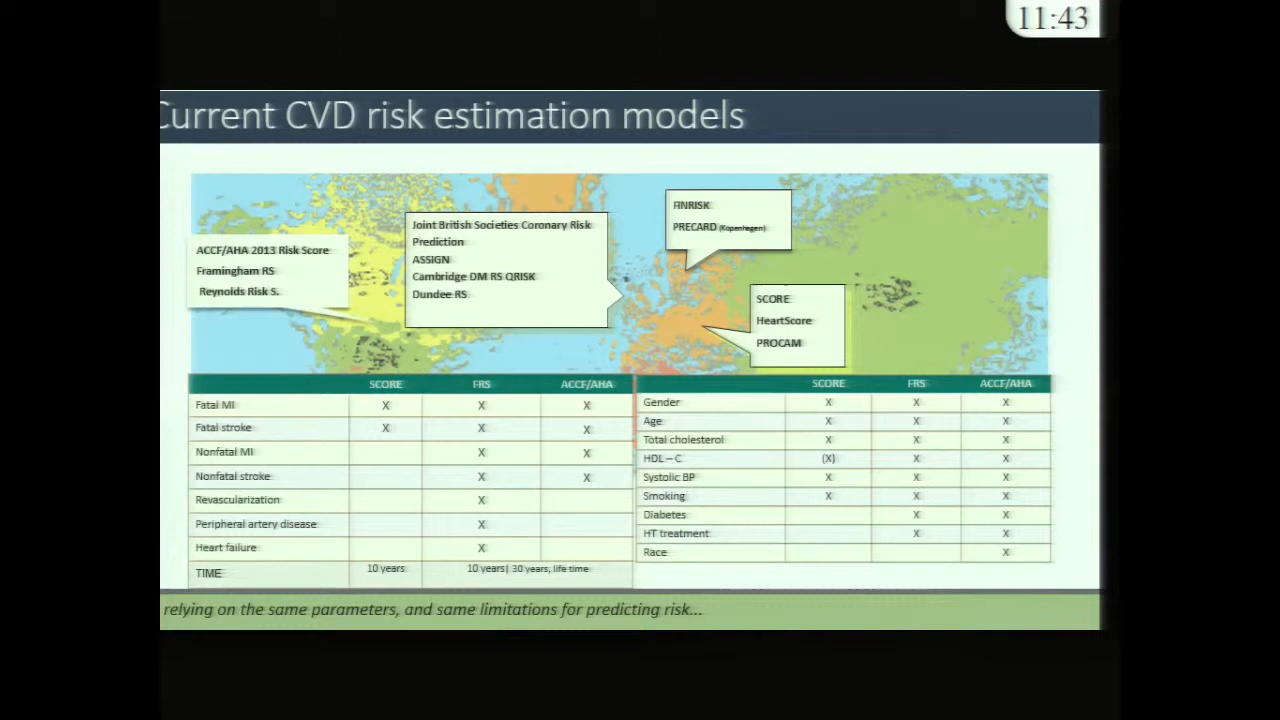 11:43
Current CVD risk estimation models
FINRISK
PRECARD (Kopenhagen)
Joint British Societies Coronary Risk
Prediction
ASSIGN
Cambridge DM RS QRISK
Dundee RS
ACCF/AHA 2013 Risk Score
Framingham RS
Reynolds Risk S.
SCORE
HeartScore
PROCAM
SCORE FRS ACCF/AHA
Fatal MI X X X
Fatal stroke X X X
Nonfatal MI X X
Nonfatal stroke X X
Revascularization X
Peripheral artery disease X
Heart failure X
TIME 10 years 10 years| 30 years, life time
SCORE FRS ACCF/AHA
Gender X X X
Age X X X
Total cholesterol X X X
HDL – C (X) X X
Systolic BP X X X
Smoking X X X
Diabetes X X
HT treatment X X
Race X
relying on the same parameters, and same limitations for predicting risk...